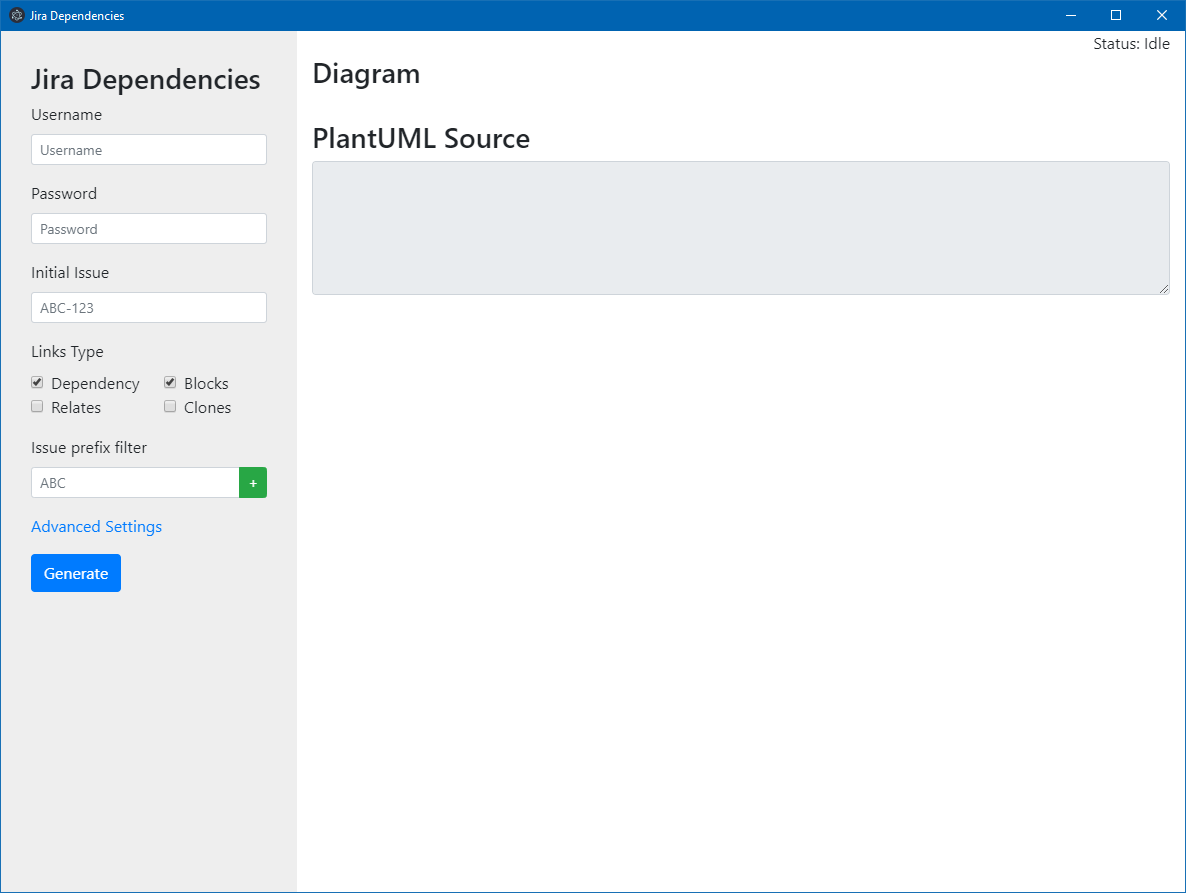 Jira Dependencies
Status: Idle
Jira Dependencies
Username
Username
Password
Password
Initial Issue
ABC-123
Links Type
Dependency Blocks
Relates Clones
Issue prefix filter
ABC +
Advanced Settings
Generate
Diagram
PlantUML Source